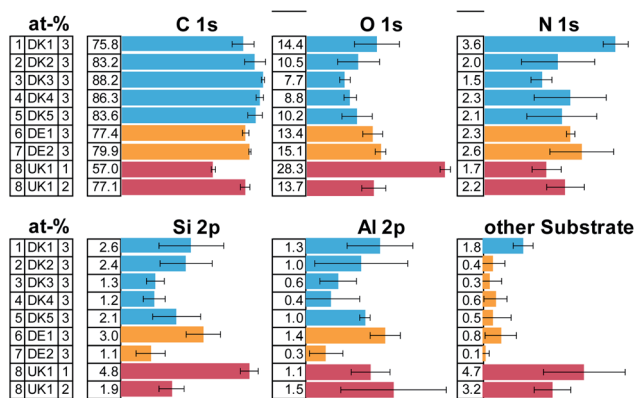 at-% C 1s O 1s N 1s
1 DK1 3 75.8 14.4 3.6
2 DK2 3 83.2 10.5 2.0
3 DK3 3 88.2 7.7 1.5
4 DK4 3 86.3 8.8 2.3
5 DK5 3 83.6 10.2 2.1
6 DE1 3 77.4 13.4 2.3
7 DE2 3 79.9 15.1 2.6
8 UK1 1 57.0 28.3 1.7
8 UK1 2 77.1 13.7 2.2
at-% Si 2p Al 2p other Substrate
1 DK1 3 2.6 1.3 1.8
2 DK2 3 2.4 1.0 0.4
3 DK3 3 1.3 0.6 0.3
4 DK4 3 1.2 0.4 0.6
5 DK5 3 2.1 1.0 0.5
6 DE1 3 3.0 1.4 0.8
7 DE2 3 1.1 0.3 0.1
8 UK1 1 4.8 1.1 4.7
8 UK1 2 1.9 1.5 3.2